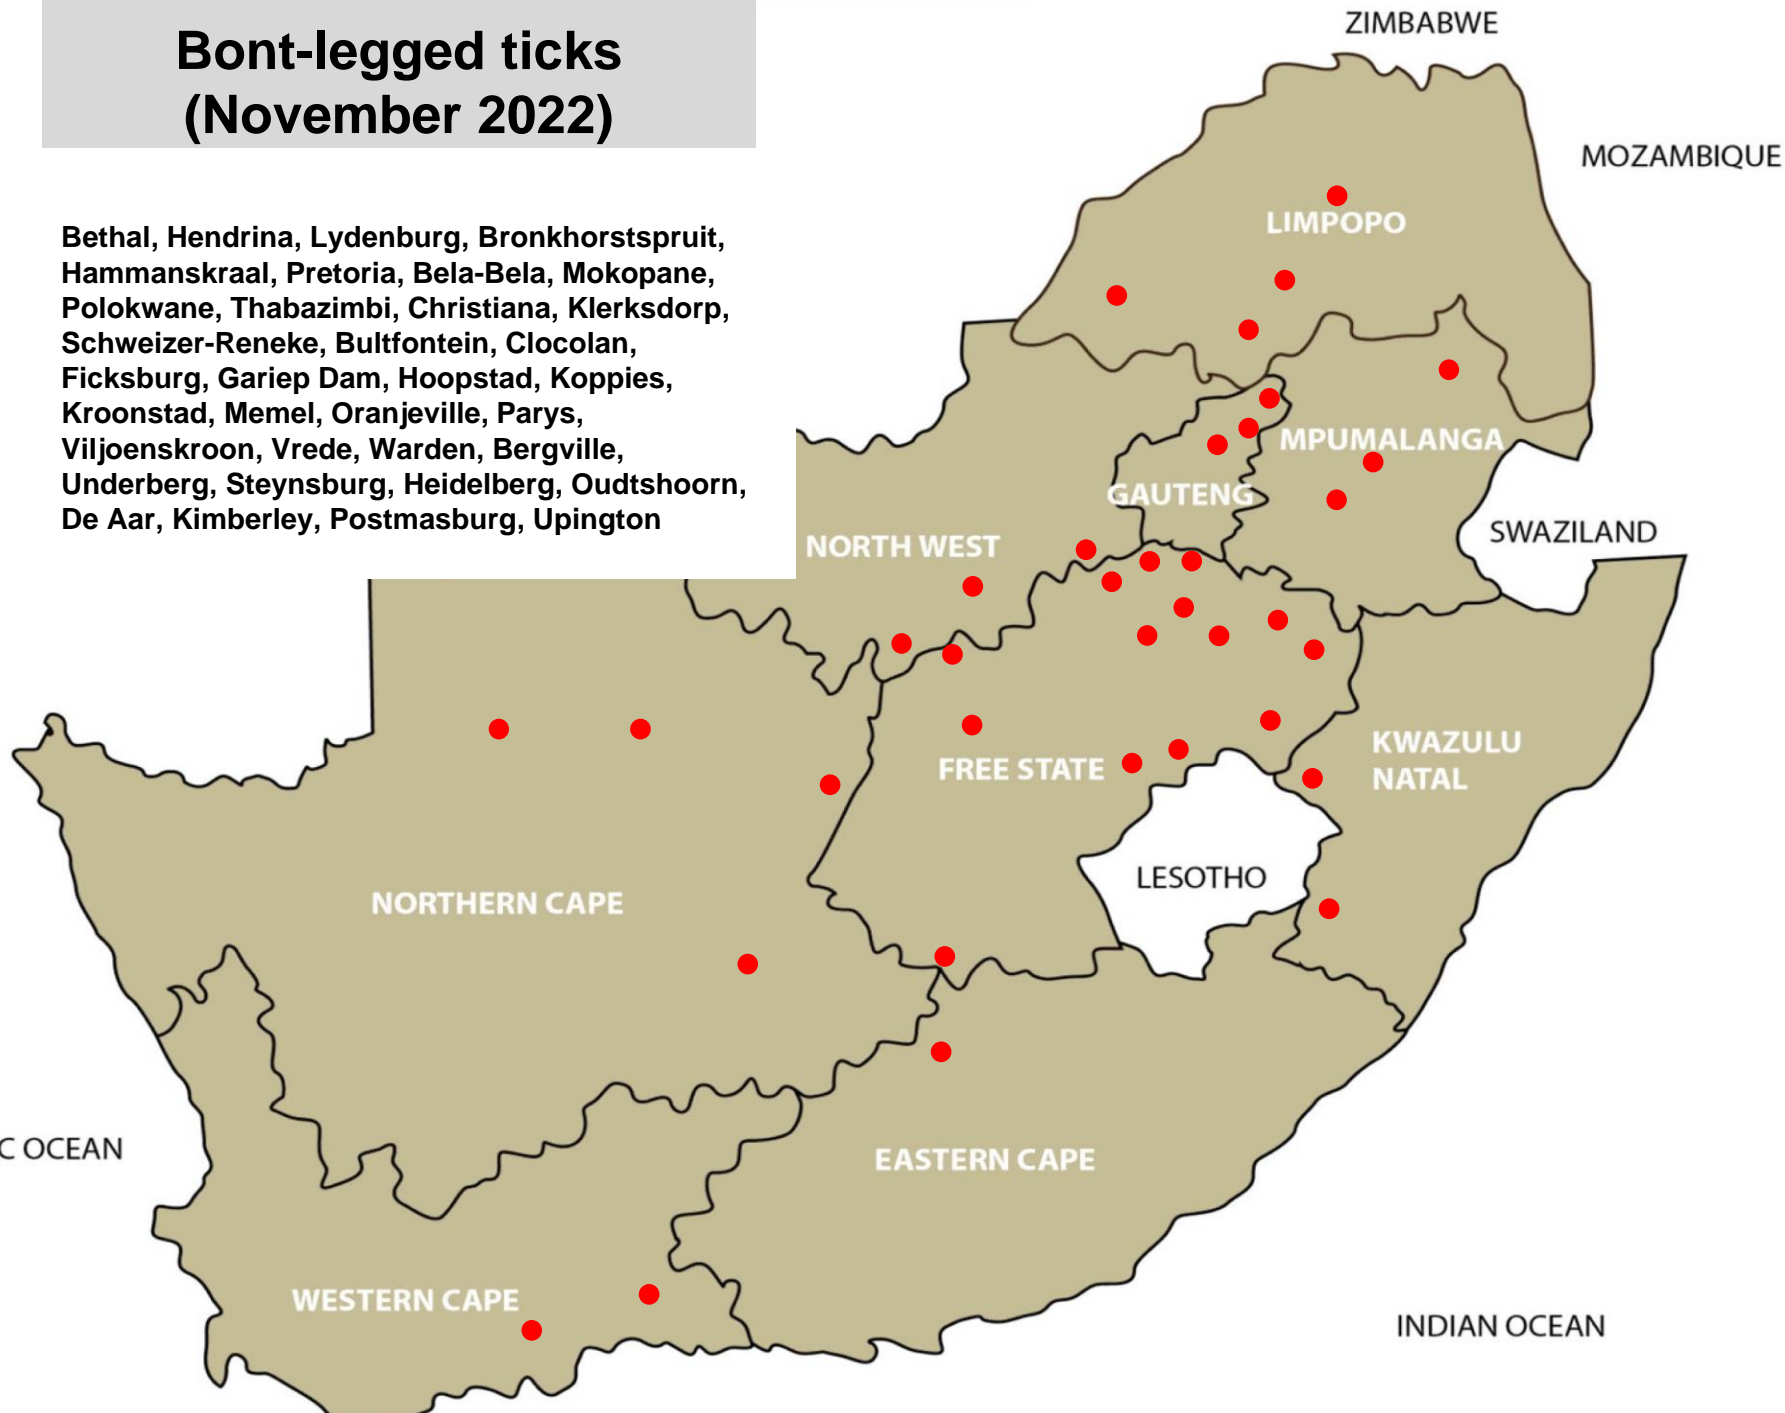 Bont-legged ticks
(November 2022)
Bethal, Hendrina, Lydenburg, Bronkhorstspruit,
Hammanskraal, Pretoria, Bela-Bela, Mokopane,
Polokwane, Thabazimbi, Christiana, Klerksdorp,
Schweizer-Reneke, Bultfontein, Clocolan,
Ficksburg, Gariep Dam, Hoopstad, Koppies,
Kroonstad, Memel, Oranjeville, Parys,
Viljoenskroon, Vrede, Warden, Bergville,
Underberg, Steynsburg, Heidelberg, Oudtshoorn,
De Aar, Kimberley, Postmasburg, Upington
ZIMBABWE
MOZAMBIQUE
LIMPOPO
MPUMALANGA
GAUTENG
SWAZILAND
NORTH WEST
KWAZULU
NATAL
FREE STATE
LESOTHO
NORTHERN CAPE
C OCEAN
EASTERN CAPE
WESTERN CAPE
INDIAN OCEAN